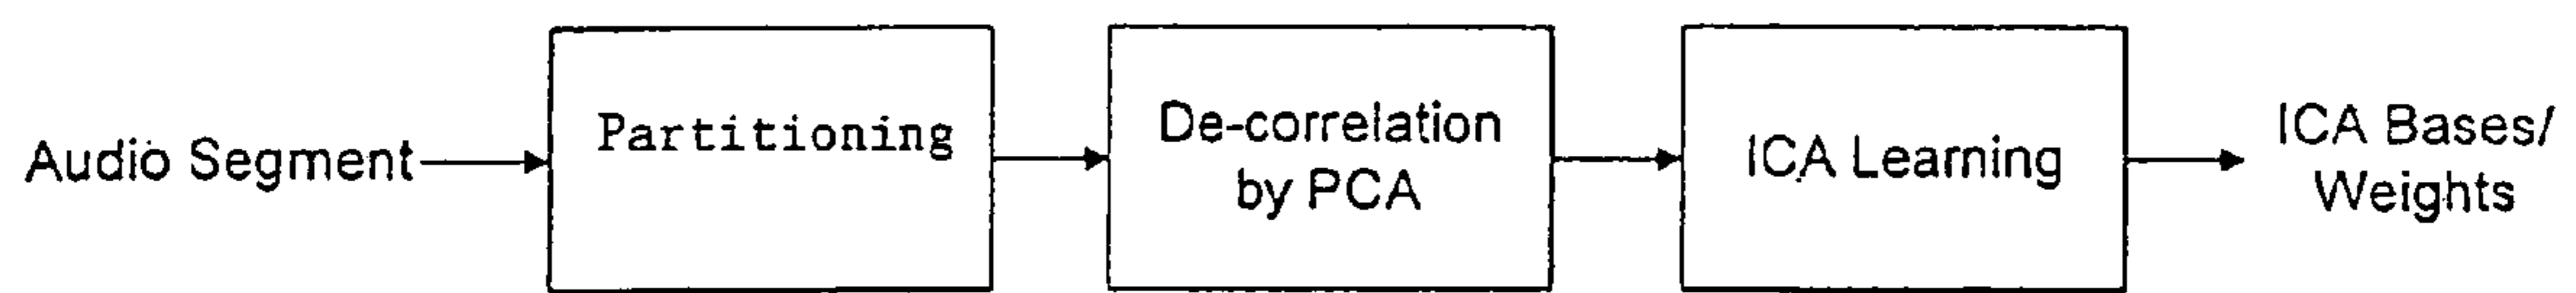 Audio Segment
Partitioning
De-correlation
by PCA
ICA Learning
ICA Bases/
Weights